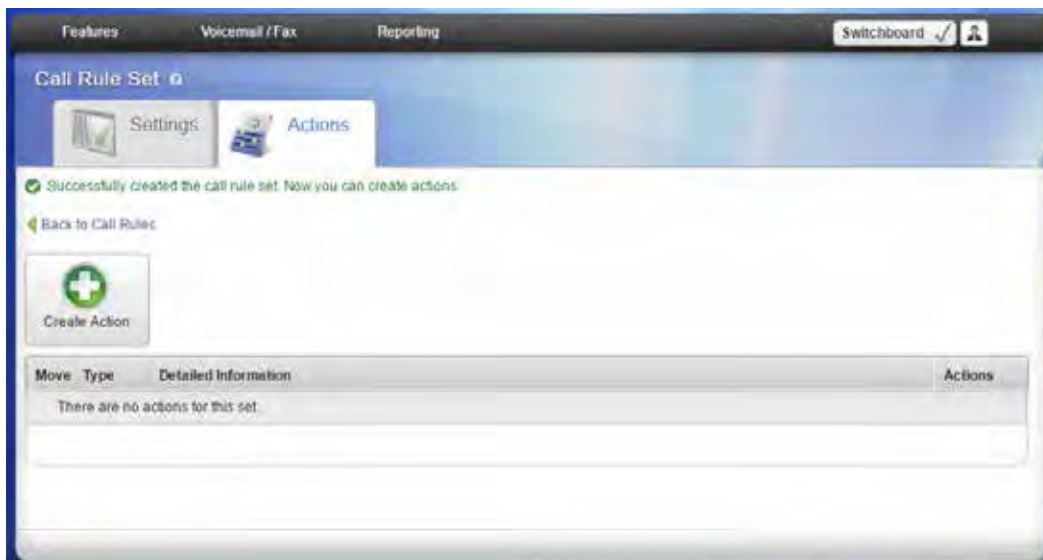 Features Voicemail / Fax Reporting Switchboard
Call Rule Set
Settings Actions
Successfully created the call rule set. Now you can create actions.
Back to Call Rules
Create Action
Move Type Detailed Information Actions
There are no actions for this set.